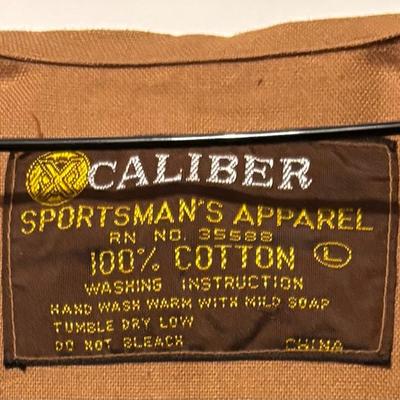 X CALIBER
SPORTSMAN'S APPAREL
RN NO. 35588
100% COTTON L
WASHING INSTRUCTION
HAND WASH WARM WITH MILD SOAP
TUMBLE DRY LOW
DO NOT BLEACH CHINA